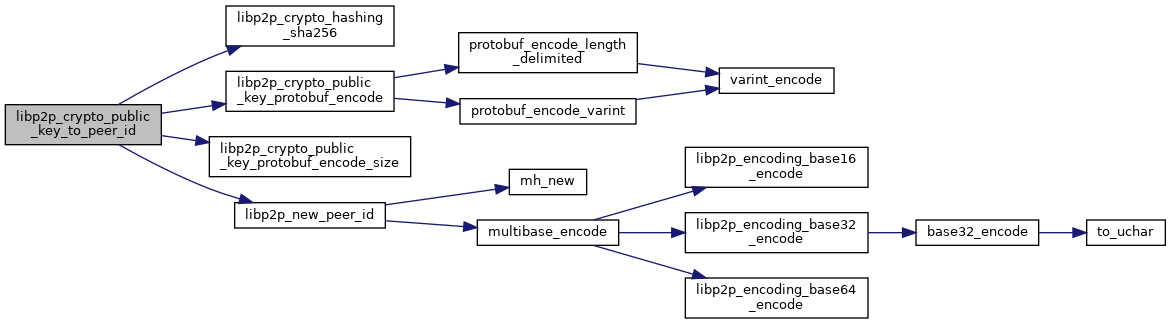 libp2p_crypto_public
_key_to_peer_id
libp2p_crypto_hashing
_sha256
libp2p_crypto_public
_key_protobuf_encode
libp2p_crypto_public
_key_protobuf_encode_size
libp2p_new_peer_id
protobuf_encode_length
_delimited
protobuf_encode_varint
varint_encode
mh_new
multibase_encode
libp2p_encoding_base16
_encode
libp2p_encoding_base32
_encode
libp2p_encoding_base64
_encode
base32_encode
to_uchar